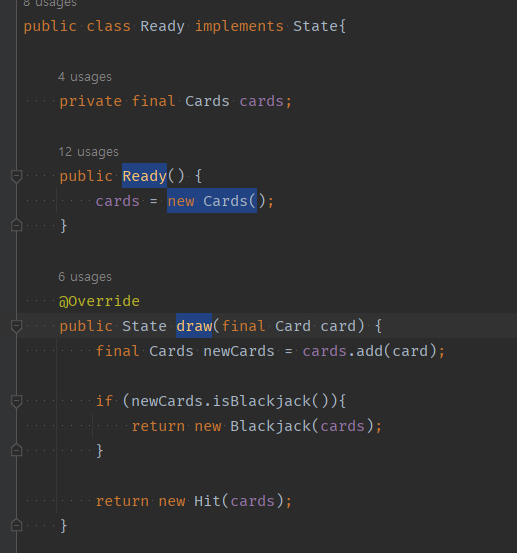 8 usages
public class Ready implements State{
4 usages
private final Cards cards;
12 usages
public Ready() {
cards = new Cards();
}
6 usages
@Override
public State draw(final Card card) {
final Cards newCards = cards.add(card);
if (newCards.isBlackjack()){
return new Blackjack(cards);
}
return new Hit(cards);
}